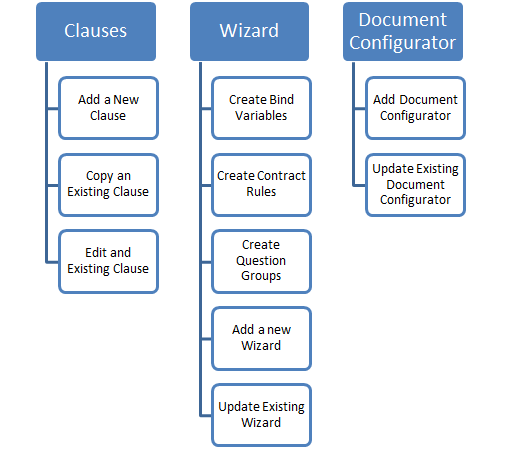 Clauses
Add a New
Clause
Copy an
Existing Clause
Edit and
Existing Clause
Wizard
Create Bind
Variables
Create Contract
Rules
Create
Question
Groups
Add a new
Wizard
Update Existing
Wizard
Document
Configurator
Add Document
Configurator
Update Existing
Document
Configurator